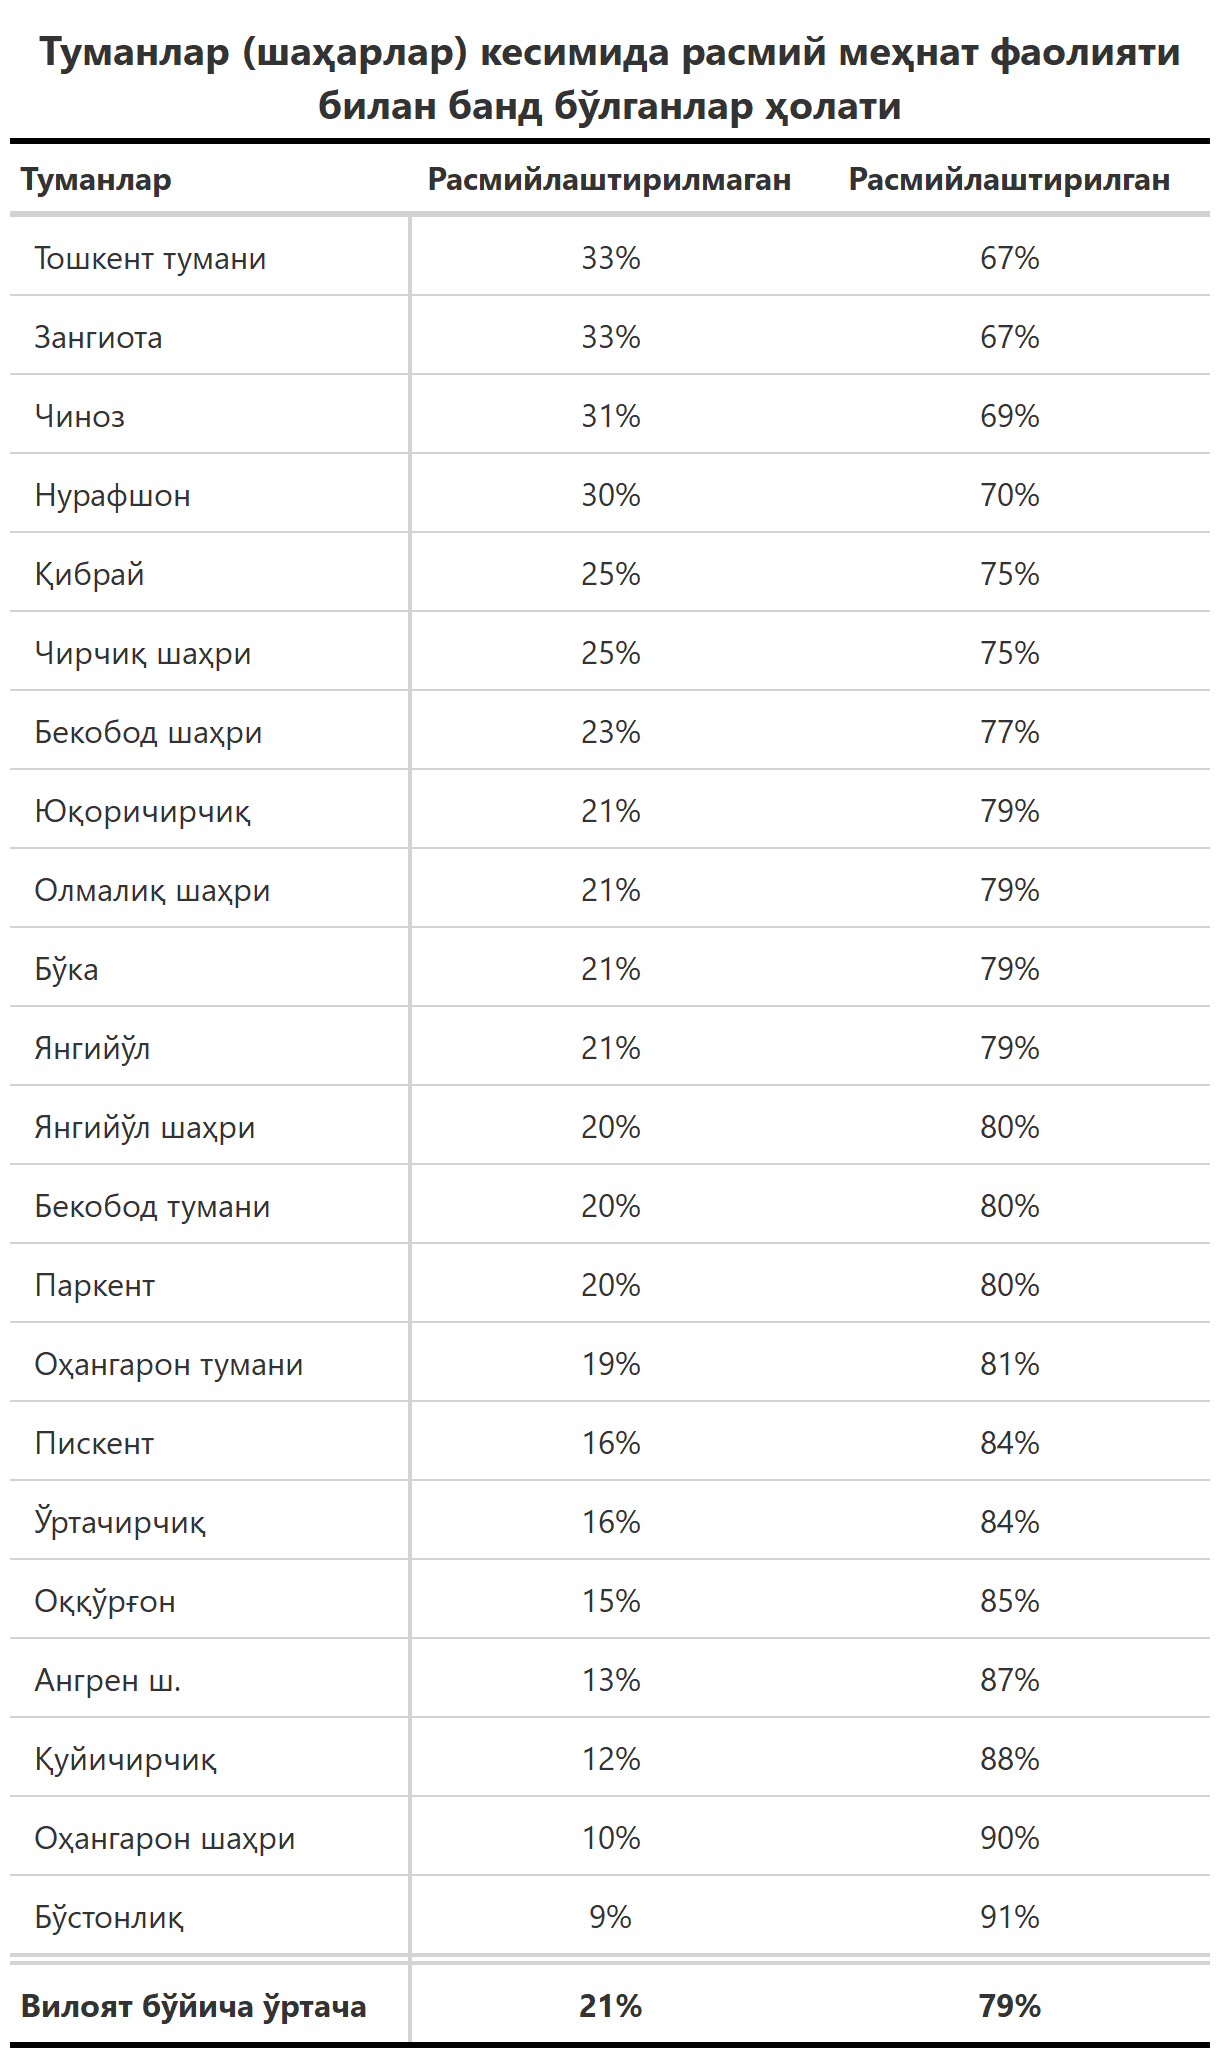 Туманлар (шаҳарлар) кесимида расмий меҳнат фаолияти
билан банд бўлганлар ҳолати
Туманлар Расмийлаштирилмаган Расмийлаштирилган
Тошкент тумани 33% 67%
Зангиота 33% 67%
Чиноз 31% 69%
Нурафшон 30% 70%
Қибрай 25% 75%
Чирчиқ шаҳри 25% 75%
Бекобод шаҳри 23% 77%
Юқоричирчиқ 21% 79%
Олмалиқ шаҳри 21% 79%
Бўка 21% 79%
Янгийўл 21% 79%
Янгийўл шаҳри 20% 80%
Бекобод тумани 20% 80%
Паркент 20% 80%
Оҳангарон тумани 19% 81%
Пискент 16% 84%
Ўртачирчиқ 16% 84%
Оққўрғон 15% 85%
Ангрен ш. 13% 87%
Қуйичирчиқ 12% 88%
Оҳангарон шаҳри 10% 90%
Бўстонлиқ 9% 91%
Вилоят бўйича ўртача 21% 79%